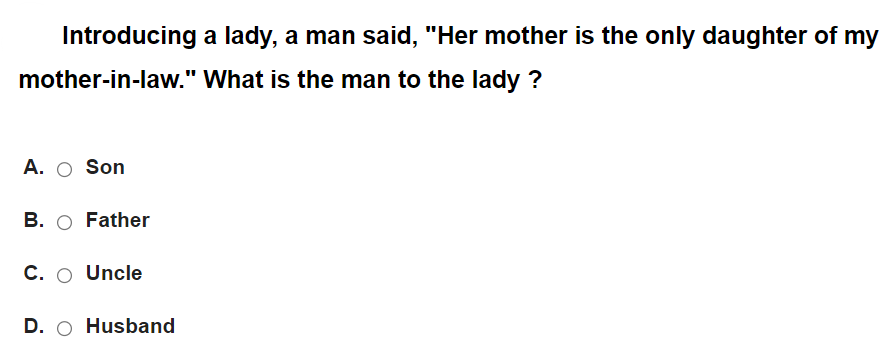 Introducing a lady, a man said, "Her mother is the only daughter of my
mother-in-law." What is the man to the lady ?
A. Son
B. Father
C. Uncle
D. Husband